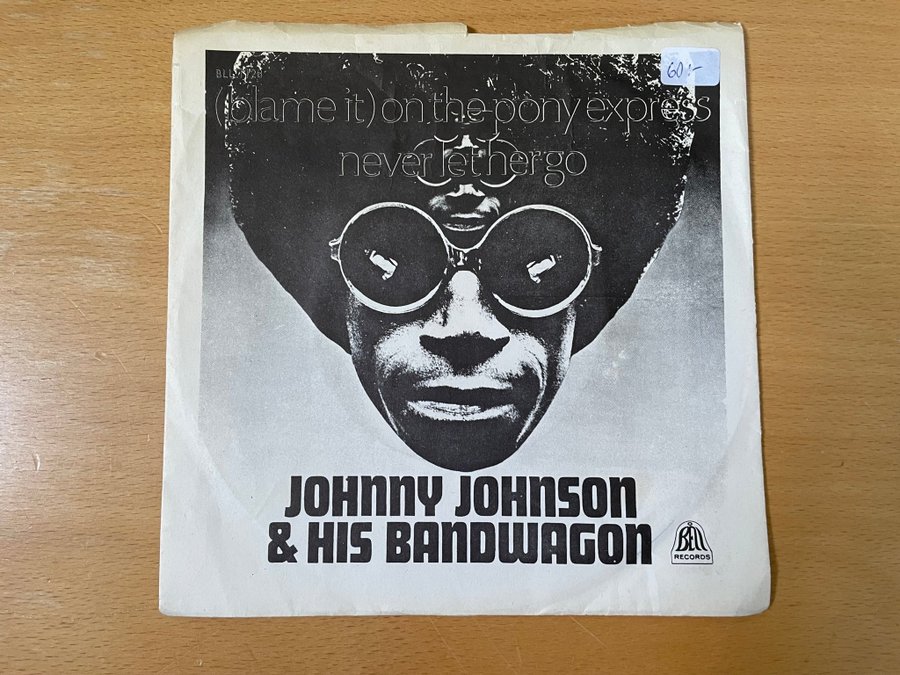 60:-
(blame it) on the pony express
never let her go
JOHNNY JOHNSON
& HIS BANDWAGON
BELL
RECORDS